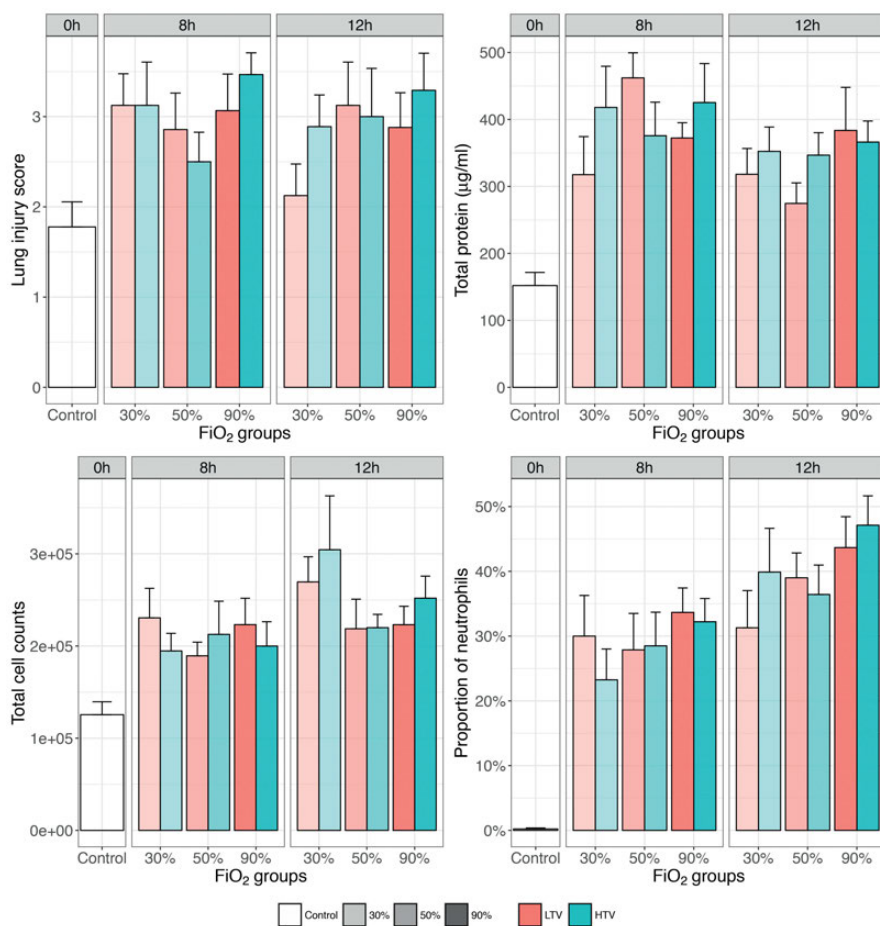 0h 8h 12h
Lung injury score
3
2
1
0
Control 30% 50% 90% 30% 50% 90%
FiO₂ groups
0h 8h 12h
Total protein (µg/ml)
500
400
300
200
100
0
Control 30% 50% 90% 30% 50% 90%
FiO₂ groups
0h 8h 12h
Total cell counts
3e+05
2e+05
1e+05
0e+00
Control 30% 50% 90% 30% 50% 90%
FiO₂ groups
0h 8h 12h
Proportion of neutrophils
50%
40%
30%
20%
10%
0%
Control 30% 50% 90% 30% 50% 90%
FiO₂ groups
Control 30% 50% 90% LTV HTV